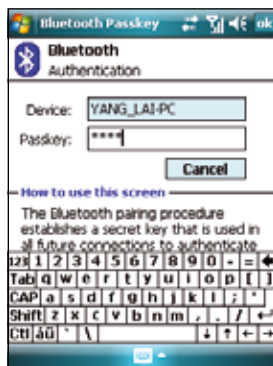 Bluetooth Passkey ok
Bluetooth
Authentication
Device: YANG_LAI-PC
Passkey: ****
Cancel
How to use this screen
The Bluetooth pairing procedure
establishes a secret key that is used in
all future connections to authenticate
123 1 2 3 4 5 6 7 8 9 0 - =
Tab q w e r t y u i o p [ ]
CAP a s d f g h j k l ; '
Shift z x c v b n m , . /
Ctl áü ` \